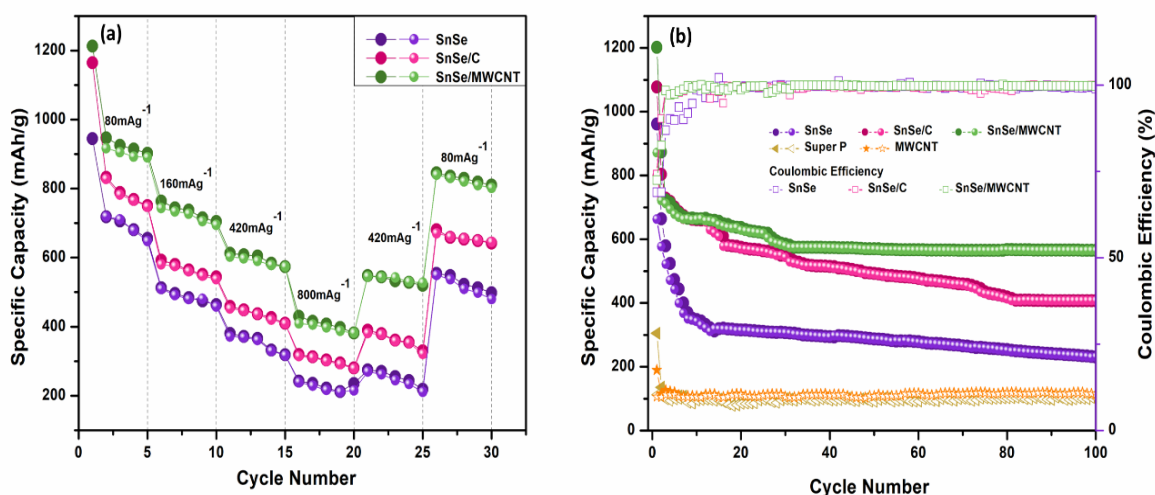 (a)
SnSe
SnSe/C
SnSe/MWCNT
80mAg-1
160mAg-1
420mAg-1
800mAg-1
420mAg-1
80mAg-1
Specific Capacity (mAh/g)
1200
1000
800
600
400
200
0 5 10 15 20 25 30
Cycle Number
(b)
SnSe SnSe/C SnSe/MWCNT
Super P MWCNT
Coulombic Efficiency
SnSe SnSe/C SnSe/MWCNT
Specific Capacity (mAh/g)
1200
1000
800
600
400
200
0
0 20 40 60 80 100
Cycle Number
100
50
0
Coulombic Efficiency (%)